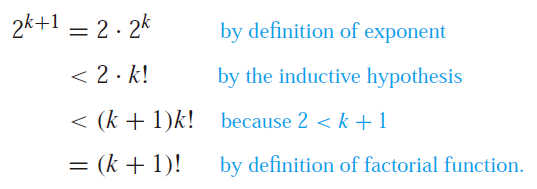 2^{k+1} = 2 · 2^k by definition of exponent
< 2 · k! by the inductive hypothesis
< (k + 1)k! because 2 < k + 1
= (k + 1)! by definition of factorial function.